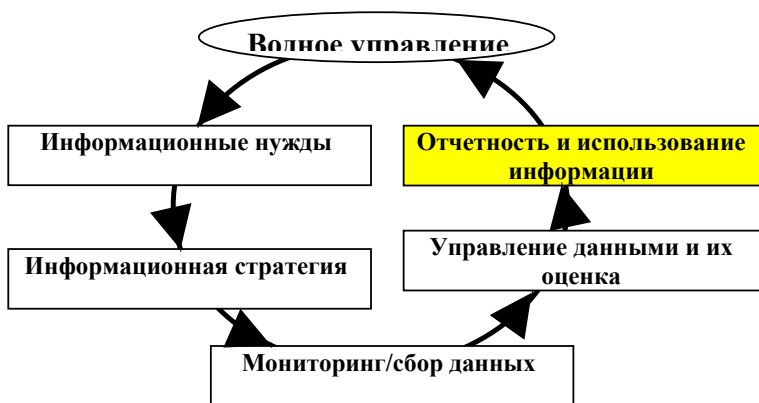 Водное управление
Информационные нужды
Отчетность и использование
информации
Информационная стратегия
Управление данными и их
оценка
Мониторинг/сбор данных